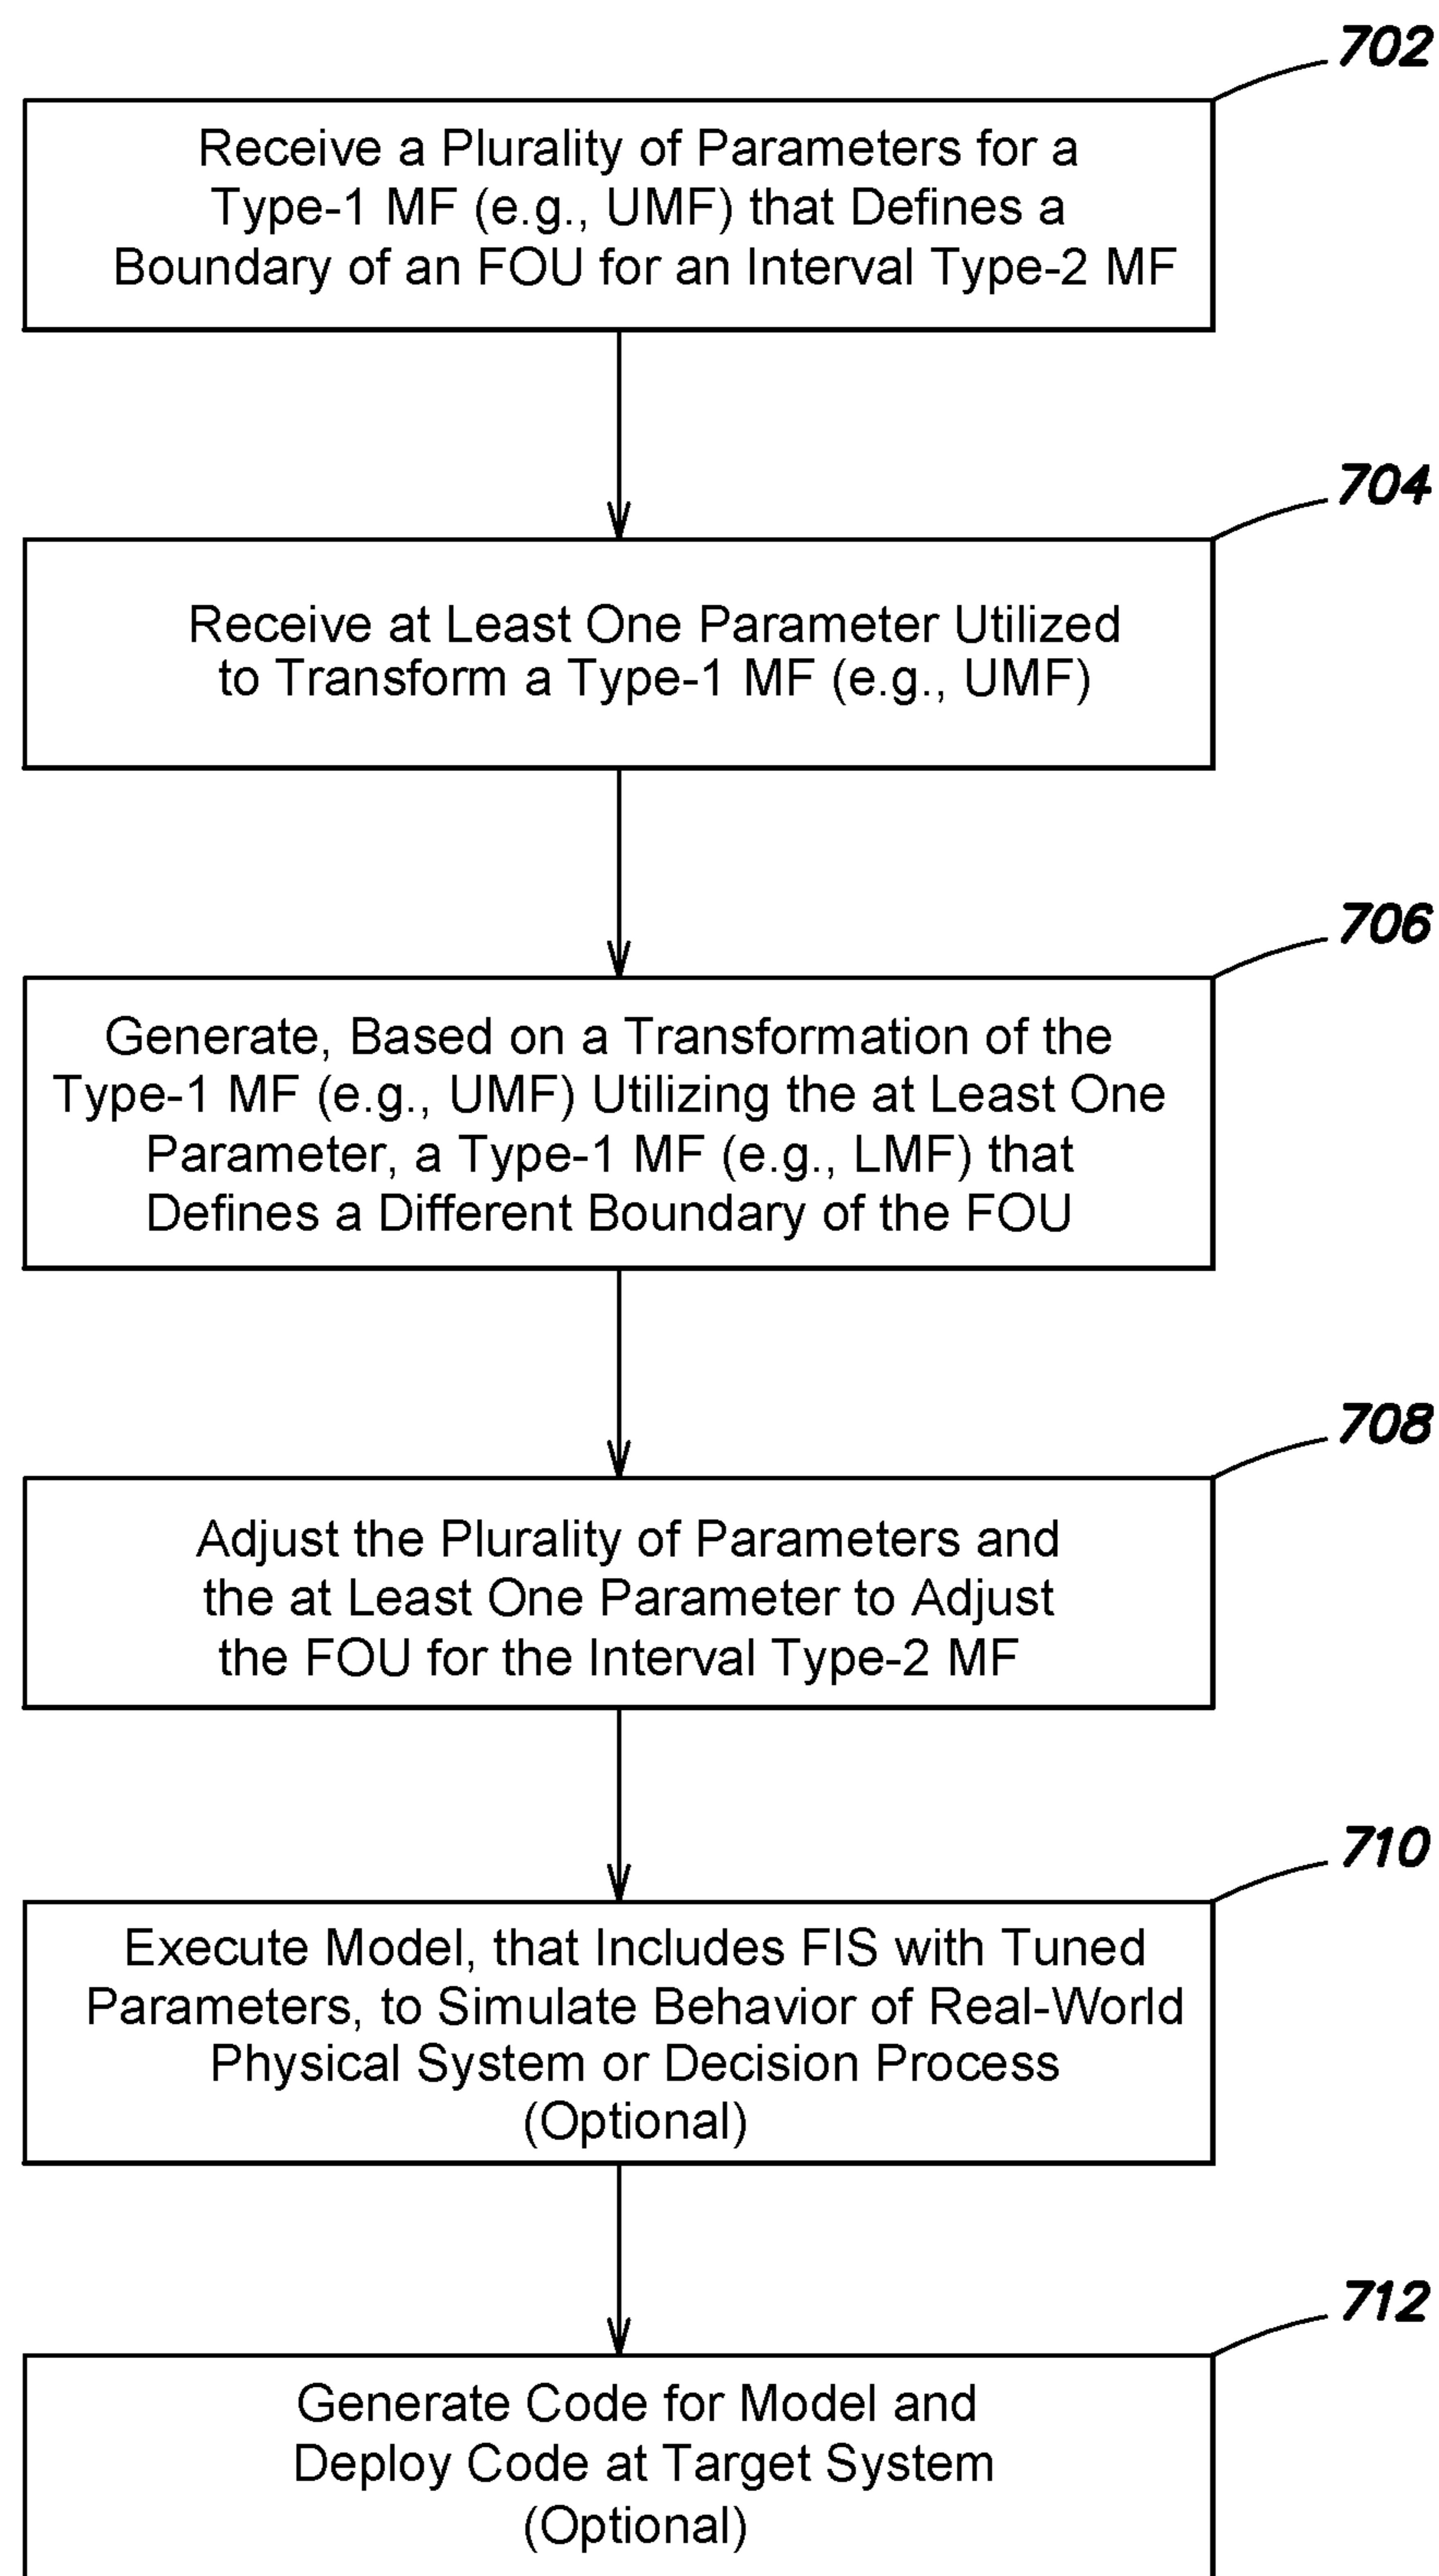 702
Receive a Plurality of Parameters for a
Type-1 MF (e.g., UMF) that Defines a
Boundary of an FOU for an Interval Type-2 MF
704
Receive at Least One Parameter Utilized
to Transform a Type-1 MF (e.g., UMF)
706
Generate, Based on a Transformation of the
Type-1 MF (e.g., UMF) Utilizing the at Least One
Parameter, a Type-1 MF (e.g., LMF) that
Defines a Different Boundary of the FOU
708
Adjust the Plurality of Parameters and
the at Least One Parameter to Adjust
the FOU for the Interval Type-2 MF
710
Execute Model, that Includes FIS with Tuned
Parameters, to Simulate Behavior of Real-World
Physical System or Decision Process
(Optional)
712
Generate Code for Model and
Deploy Code at Target System
(Optional)